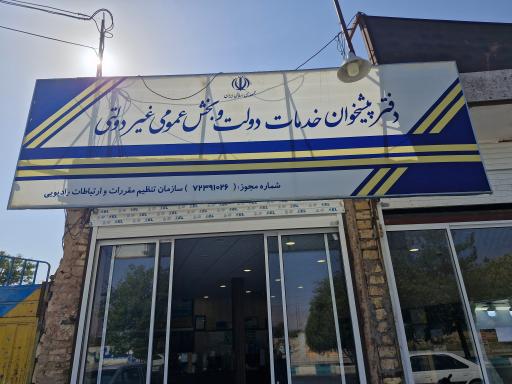 جمهوری اسلامی ایران
دفتر پیشخوان خدمات دولت و بخش عمومی غیر دولتی
شماره مجوز: ( ۷۲۳۹۱۰۲۶ ) سازمان تنظیم مقررات و ارتباطات رادیویی